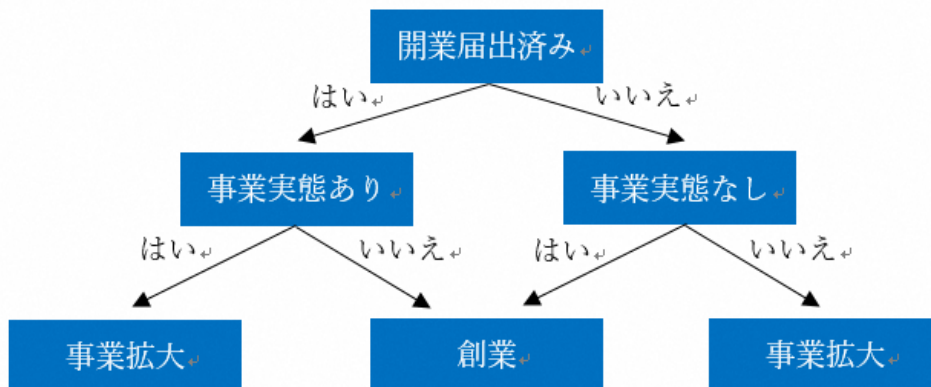 開業届出済み
はい
いいえ
事業実態あり
事業実態なし
はい
いいえ
はい
いいえ
事業拡大
創業
事業拡大